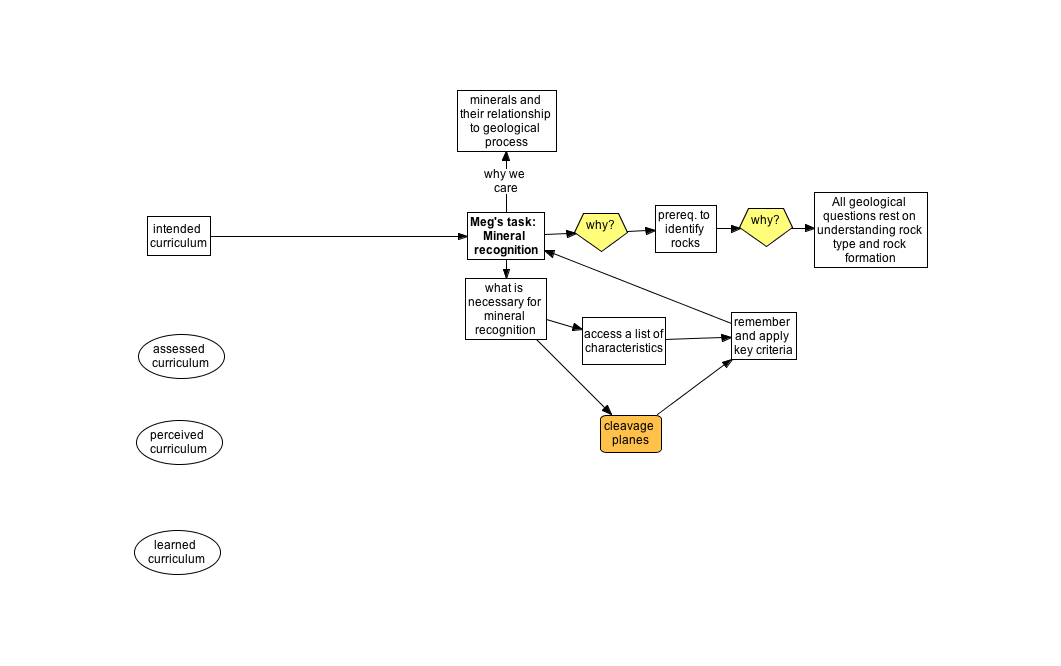 minerals and
their relationship
to geological
process
why we
care
intended
curriculum
Meg's task:
Mineral
recognition
why?
prereq. to
identify
rocks
why?
All geological
questions rest on
understanding rock
type and rock
formation
what is
necessary for
mineral
recognition
access a list of
characteristics
remember
and apply
key criteria
assessed
curriculum
cleavage
planes
perceived
curriculum
learned
curriculum